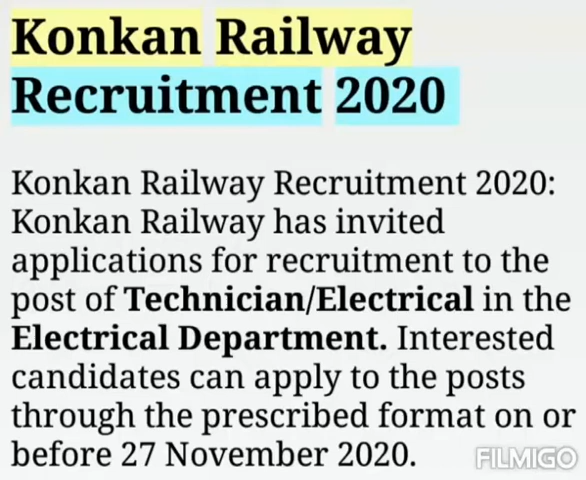 Konkan Railway
Recruitment 2020
Konkan Railway Recruitment 2020:
Konkan Railway has invited
applications for recruitment to the
post of Technician/Electrical in the
Electrical Department. Interested
candidates can apply to the posts
through the prescribed format on or
before 27 November 2020.
FILMIGO